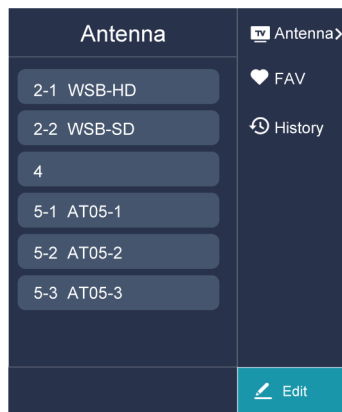 Antenna
2-1 WSB-HD
2-2 WSB-SD
4
5-1 AT05-1
5-2 AT05-2
5-3 AT05-3
TV Antenna
FAV
History
Edit